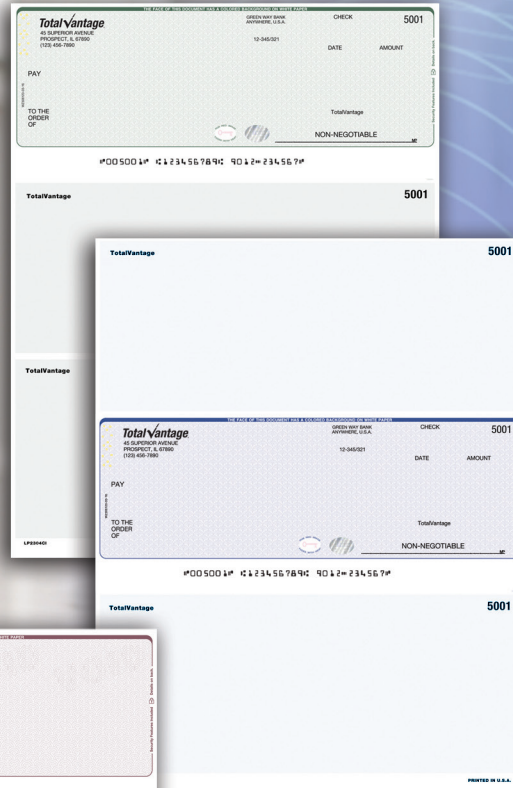 THE FACE OF THIS DOCUMENT HAS A COLORED BACKGROUND ON WHITE PAPER
TotalVantage
45 SUPERIOR AVENUE
PROSPECT, IL 67890
(123) 456-7890
GREEN WAY BANK
ANYWHERE, U.S.A.
12-345/321
CHECK
5001
DATE
AMOUNT
PAY
TO THE
ORDER
OF
TotalVantage
NON-NEGOTIABLE
MP
Security Features Included
Details on back.
⑈005001⑈ ⑆123456789⑆ 9012⑉234567⑈
TotalVantage
5001
TotalVantage
LP2304CI
TotalVantage
5001
THE FACE OF THIS DOCUMENT HAS A COLORED BACKGROUND ON WHITE PAPER
TotalVantage
45 SUPERIOR AVENUE
PROSPECT, IL 67890
(123) 456-7890
GREEN WAY BANK
ANYWHERE, U.S.A.
12-345/321
CHECK
5001
DATE
AMOUNT
PAY
TO THE
ORDER
OF
TotalVantage
NON-NEGOTIABLE
MP
⑈005001⑈ ⑆123456789⑆ 9012⑉234567⑈
TotalVantage
5001
PRINTED IN U.S.A.
WHITE PAPER
Security Features Included
Details on back.